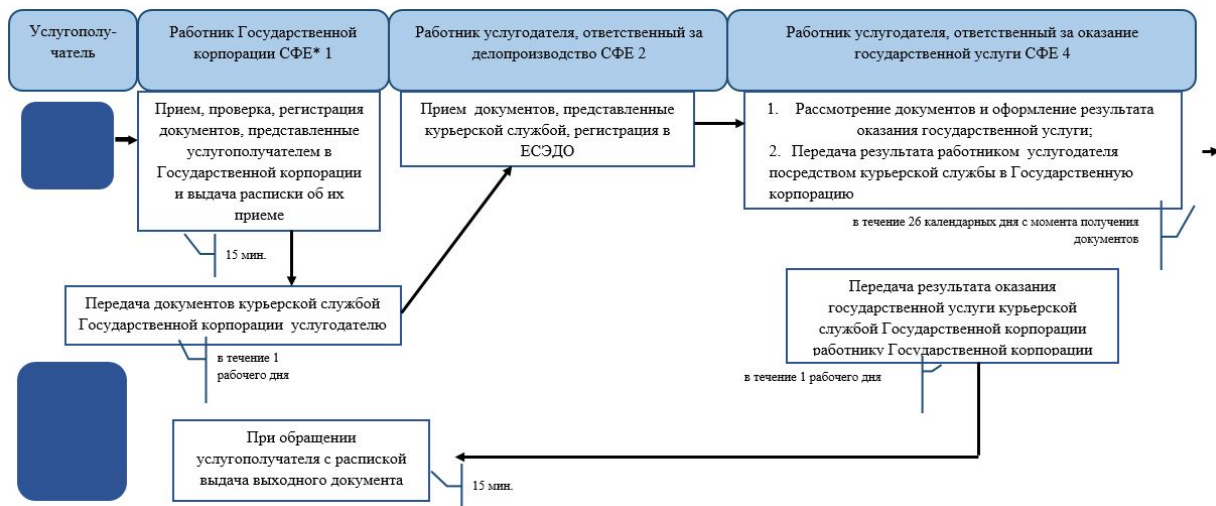 Услугополу-
чатель
Работник Государственной
корпорации СФЕ* 1
Работник услугодателя, ответственный за
делопроизводство СФЕ 2
Работник услугодателя, ответственный за оказание
государственной услуги СФЕ 4
Прием, проверка, регистрация
документов, представленные
услугополучателем в
Государственной корпорации
и выдача расписки об их
приеме
15 мин.
Прием документов, представленные
курьерской службой, регистрация в
ЕСЭДО
1. Рассмотрение документов и оформление результата
оказания государственной услуги;
2. Передача результата работником услугодателя
посредством курьерской службы в Государственную
корпорацию
в течение 26 календарных дня с момента получения
документов
Передача документов курьерской службой
Государственной корпорации услугодателю
в течение 1
рабочего дня
Передача результата оказания
государственной услуги курьерской
службой Государственной корпорации
работнику Государственной корпорации
в течение 1 рабочего дня
При обращении
услугополучателя с распиской
выдача выходного документа
15 мин.